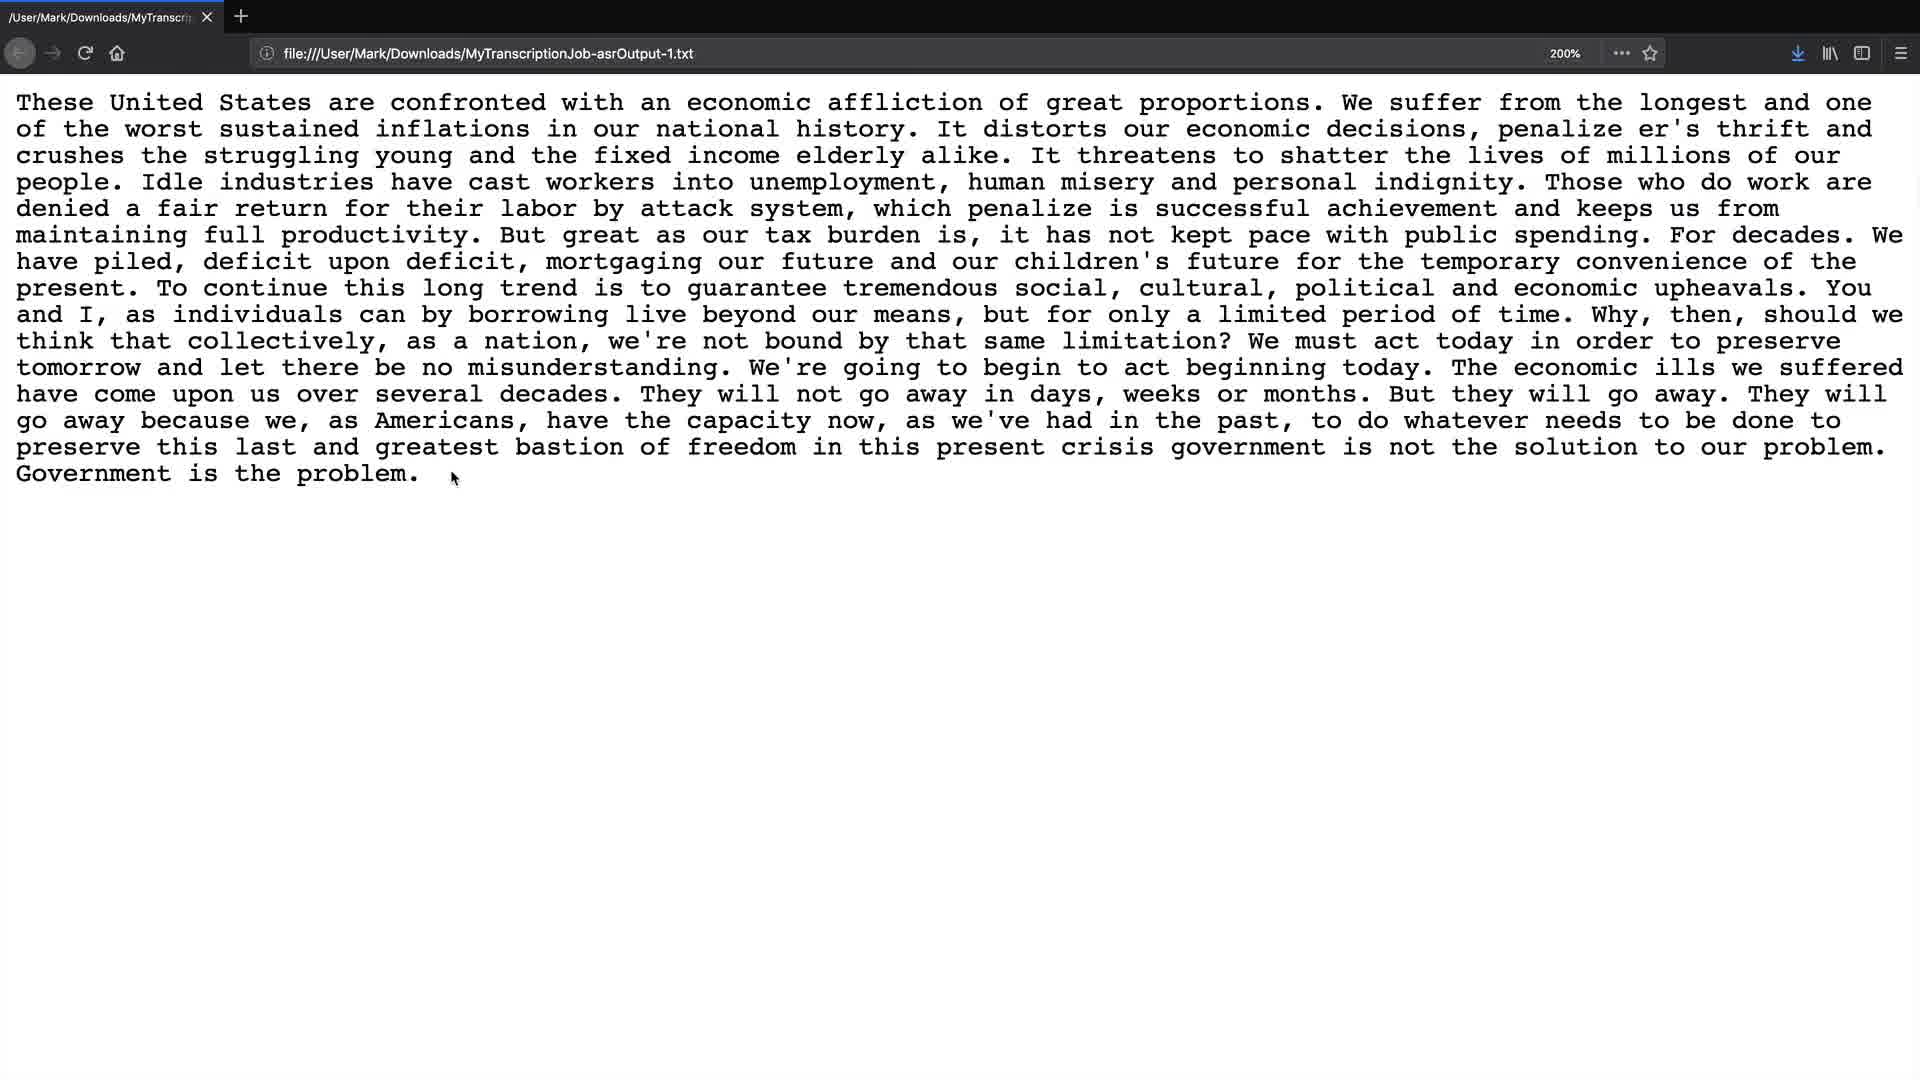 /User/Mark/Downloads/MyTranscri
file:///User/Mark/Downloads/MyTranscriptionJob-asrOutput-1.txt
200%
These United States are confronted with an economic affliction of great proportions. We suffer from the longest and one
of the worst sustained inflations in our national history. It distorts our economic decisions, penalize er's thrift and
crushes the struggling young and the fixed income elderly alike. It threatens to shatter the lives of millions of our
people. Idle industries have cast workers into unemployment, human misery and personal indignity. Those who do work are
denied a fair return for their labor by attack system, which penalize is successful achievement and keeps us from
maintaining full productivity. But great as our tax burden is, it has not kept pace with public spending. For decades. We
have piled, deficit upon deficit, mortgaging our future and our children's future for the temporary convenience of the
present. To continue this long trend is to guarantee tremendous social, cultural, political and economic upheavals. You
and I, as individuals can by borrowing live beyond our means, but for only a limited period of time. Why, then, should we
think that collectively, as a nation, we're not bound by that same limitation? We must act today in order to preserve
tomorrow and let there be no misunderstanding. We're going to begin to act beginning today. The economic ills we suffered
have come upon us over several decades. They will not go away in days, weeks or months. But they will go away. They will
go away because we, as Americans, have the capacity now, as we've had in the past, to do whatever needs to be done to
preserve this last and greatest bastion of freedom in this present crisis government is not the solution to our problem.
Government is the problem.